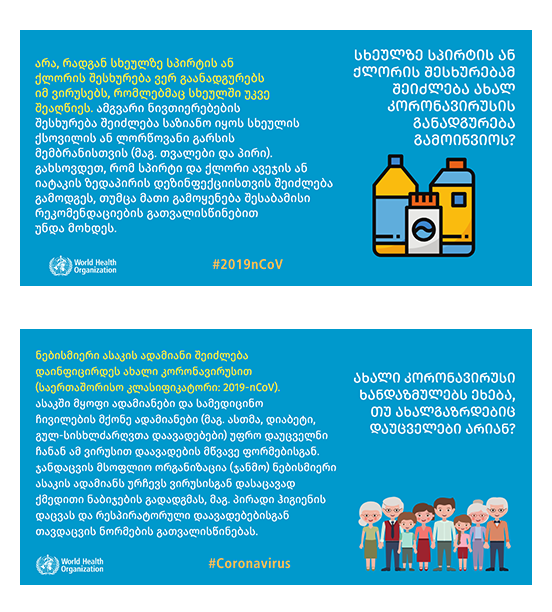 სხეულზე სპირტის ან
ქლორის შესხურებამ
შეიძლება ახალ
კორონავირუსის
განადგურება
გამოიწვიოს?
არა, რადგან სხეულზე სპირტის ან
ქლორის შესხურება ვერ გაანადგურებს
იმ ვირუსებს, რომლებმაც სხეულში უკვე
შეაღწიეს. ამგვარი ნივთიერებების
შესხურება შეიძლება საზიანო იყოს სხეულის
ქსოვილის ან ლორწოვანი გარსის
მემბრანისთვის (მაგ. თვალები და პირი).
გახსოვდეთ, რომ სპირტი და ქლორი ავეჯის ან
იატაკის ზედაპირის დეზინფექციისთვის შეიძლება
გამოდგეს, თუმცა მათი გამოყენება შესაბამისი
რეკომენდაციების გათვალისწინებით
უნდა მოხდეს.
World Health
Organization
#2019nCoV
ახალი კორონავირუსი
ხანდაზმულებს ეხება,
თუ ახალგაზრდებიც
დაუცველები არიან?
ნებისმიერი ასაკის ადამიანი შეიძლება
დაინფიცირდეს ახალი კორონავირუსით
(საერთაშორისო კლასიფიკატორი: 2019-nCoV).
ასაკში მყოფი ადამიანები და სამედიცინო
ჩივილების მქონე ადამიანები (მაგ. ასთმა, დიაბეტი,
გულ-სისხლძარღვთა დაავადებები) უფრო დაუცველნი
ჩანან ამ ვირუსით დაავადების მწვავე ფორმებისგან.
ჯანდაცვის მსოფლიო ორგანიზაცია (ჯანმო) ნებისმიერი
ასაკის ადამიანს ურჩევს ვირუსისგან დასაცავად
ქმედითი ნაბიჯების გადადგმას, მაგ. პირადი ჰიგიენის
დაცვას და რესპირატორული დაავადებებისგან
თავდაცვის ნორმების გათვალისწინებას.
World Health
Organization
#Coronavirus